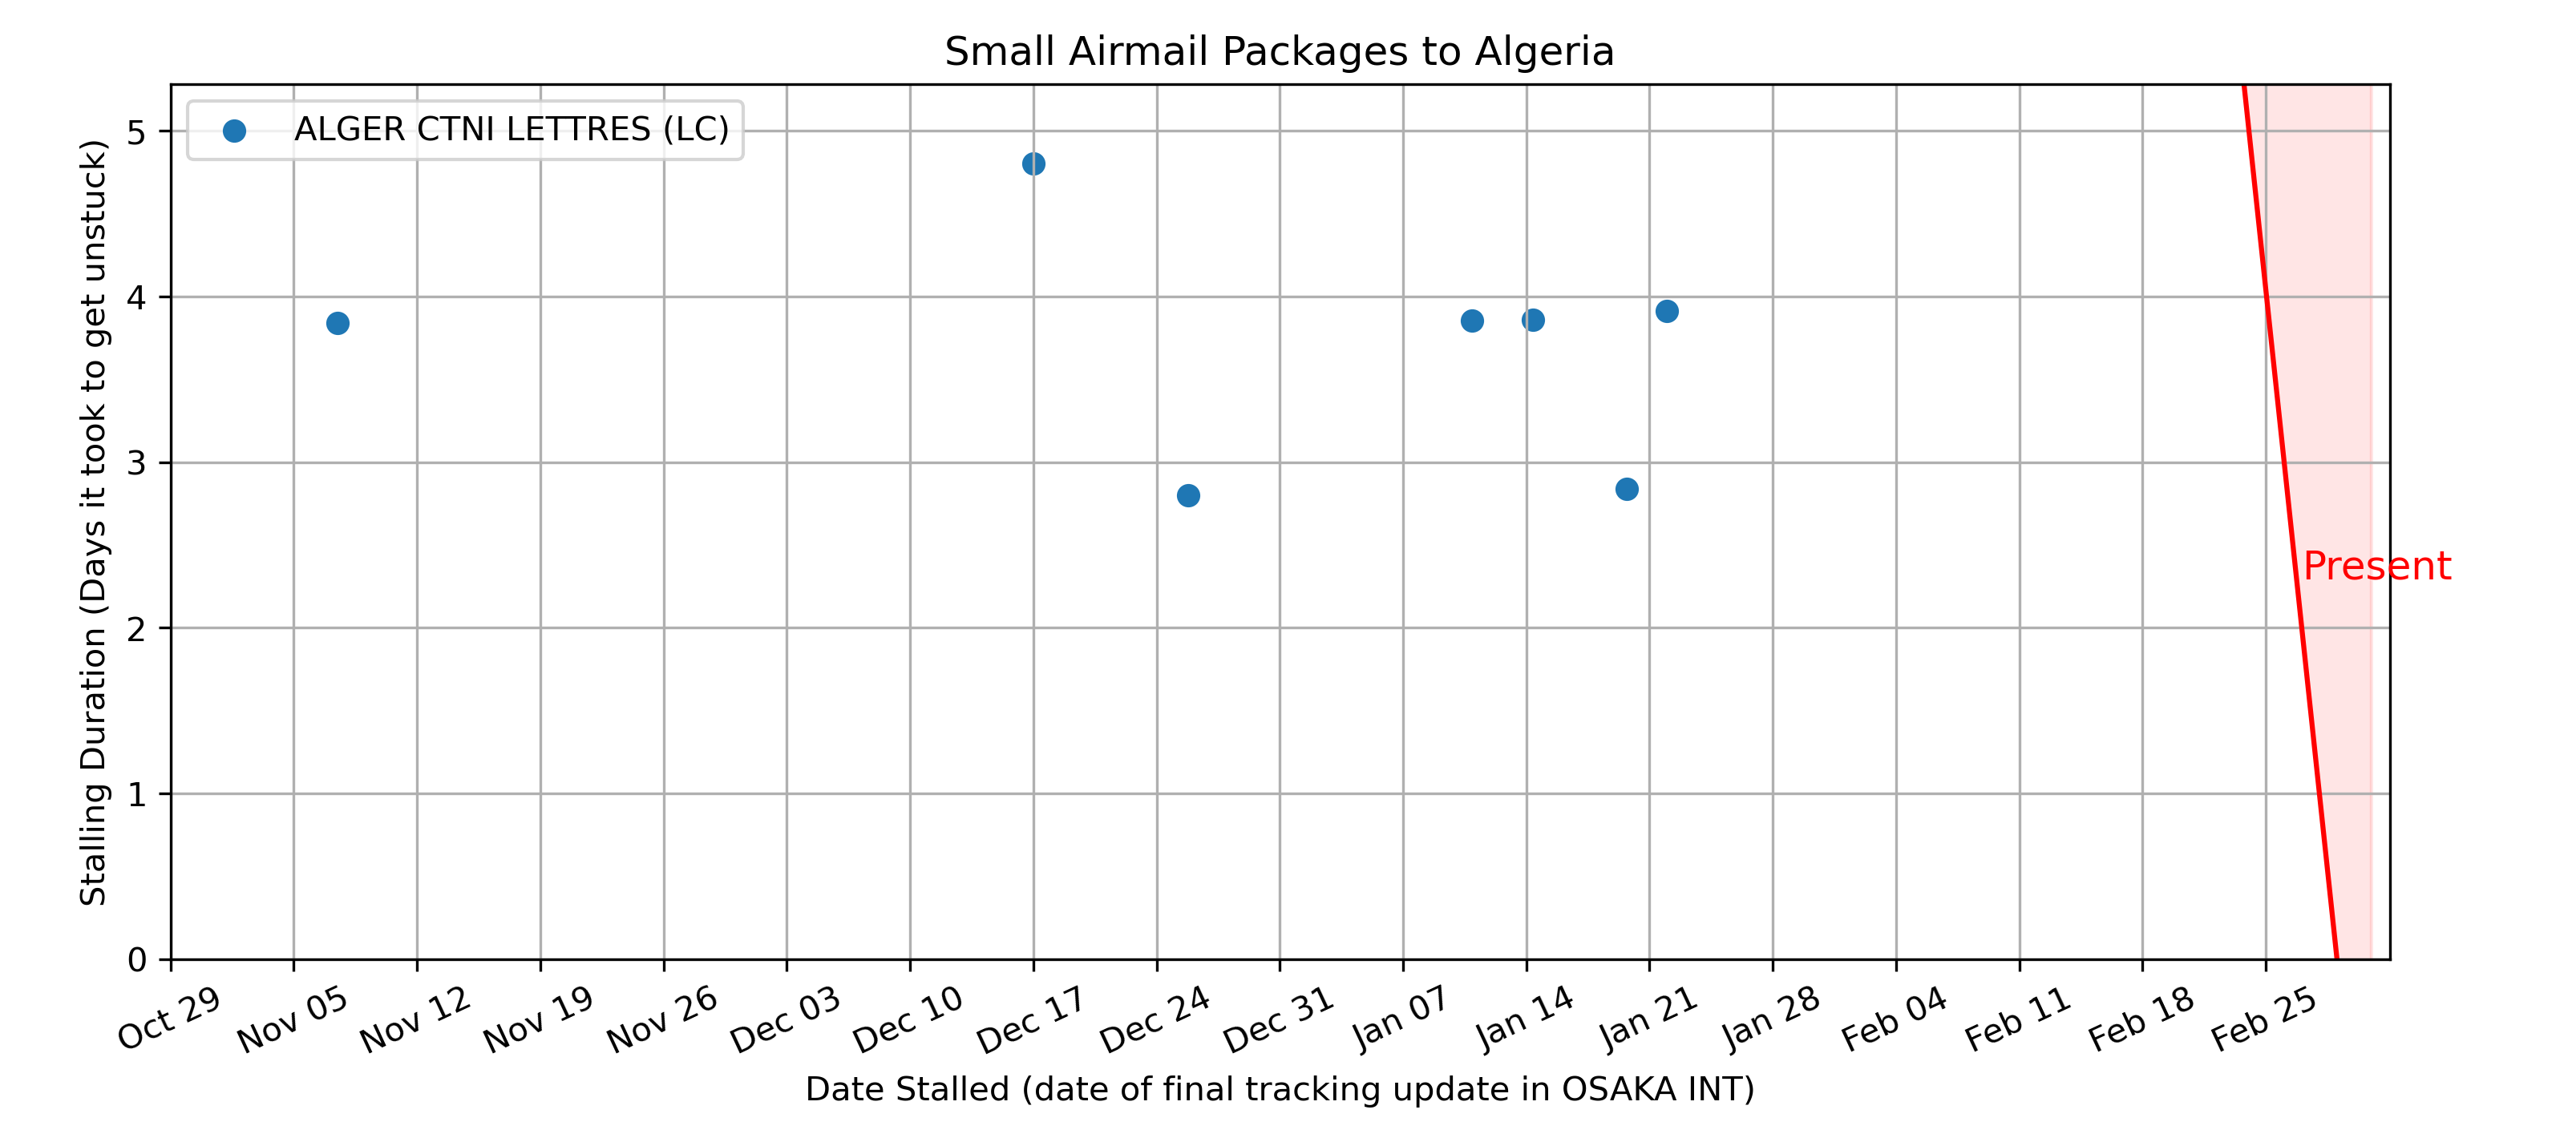 Small Airmail Packages to Algeria
ALGER CTNI LETTRES (LC)
Stalling Duration (Days it took to get unstuck)
5
4
3
2
1
0
Present
Oct 29
Nov 05
Nov 12
Nov 19
Nov 26
Dec 03
Dec 10
Dec 17
Dec 24
Dec 31
Jan 07
Jan 14
Jan 21
Jan 28
Feb 04
Feb 11
Feb 18
Feb 25
Date Stalled (date of final tracking update in OSAKA INT)